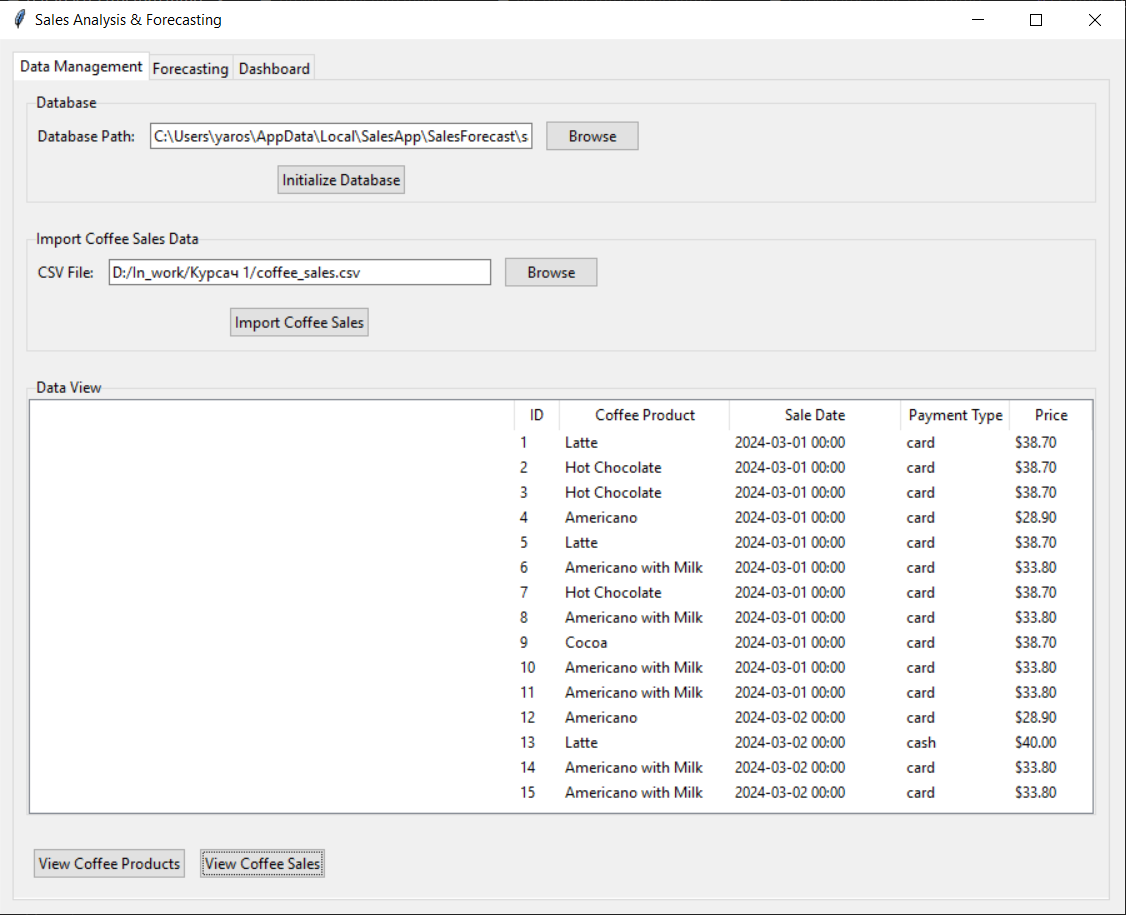 Sales Analysis & Forecasting
Data Management Forecasting Dashboard
Database
Database Path: C:\Users\yaros\AppData\Local\SalesApp\SalesForecast\s Browse
Initialize Database
Import Coffee Sales Data
CSV File: D:/In_work/Курсач 1/coffee_sales.csv Browse
Import Coffee Sales
Data View
ID Coffee Product Sale Date Payment Type Price
1 Latte 2024-03-01 00:00 card $38.70
2 Hot Chocolate 2024-03-01 00:00 card $38.70
3 Hot Chocolate 2024-03-01 00:00 card $38.70
4 Americano 2024-03-01 00:00 card $28.90
5 Latte 2024-03-01 00:00 card $38.70
6 Americano with Milk 2024-03-01 00:00 card $33.80
7 Hot Chocolate 2024-03-01 00:00 card $38.70
8 Americano with Milk 2024-03-01 00:00 card $33.80
9 Cocoa 2024-03-01 00:00 card $38.70
10 Americano with Milk 2024-03-01 00:00 card $33.80
11 Americano with Milk 2024-03-01 00:00 card $33.80
12 Americano 2024-03-02 00:00 card $28.90
13 Latte 2024-03-02 00:00 cash $40.00
14 Americano with Milk 2024-03-02 00:00 card $33.80
15 Americano with Milk 2024-03-02 00:00 card $33.80
View Coffee Products View Coffee Sales